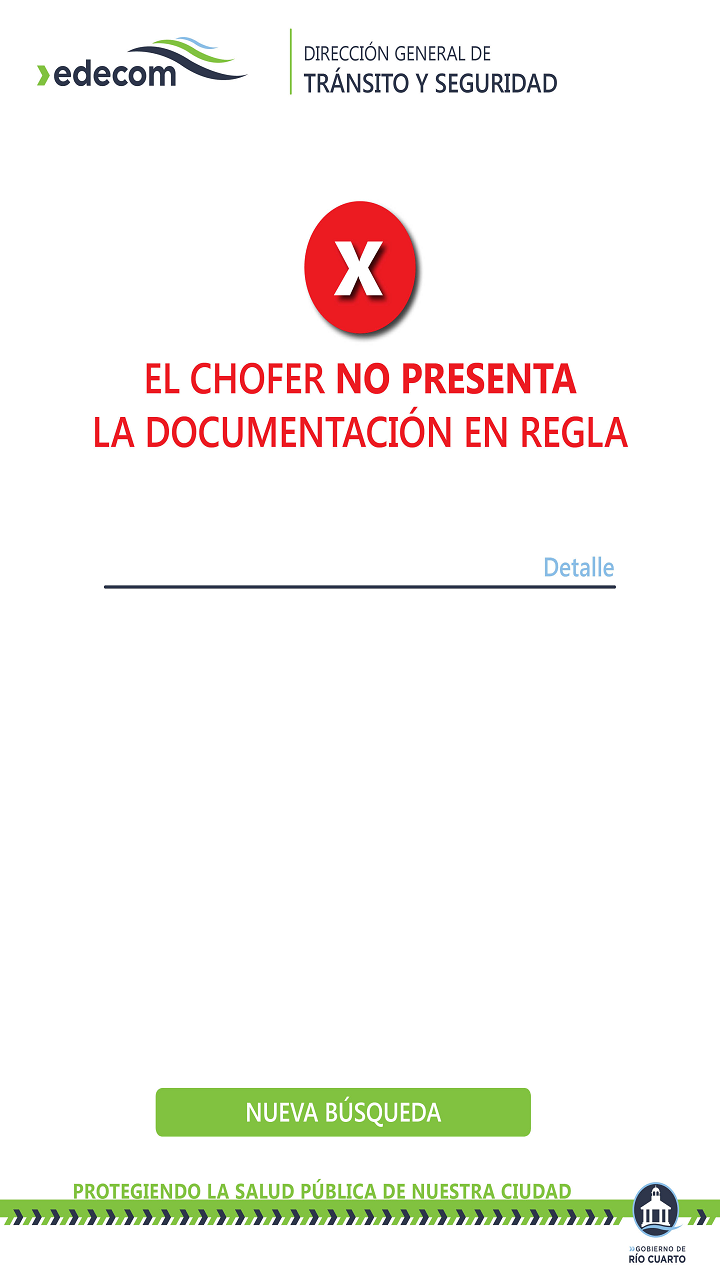 edecom
DIRECCIÓN GENERAL DE
TRÁNSITO Y SEGURIDAD
X
EL CHOFER NO PRESENTA
LA DOCUMENTACIÓN EN REGLA
Detalle
NUEVA BÚSQUEDA
PROTEGIENDO LA SALUD PÚBLICA DE NUESTRA CIUDAD
GOBIERNO DE
RÍO CUARTO